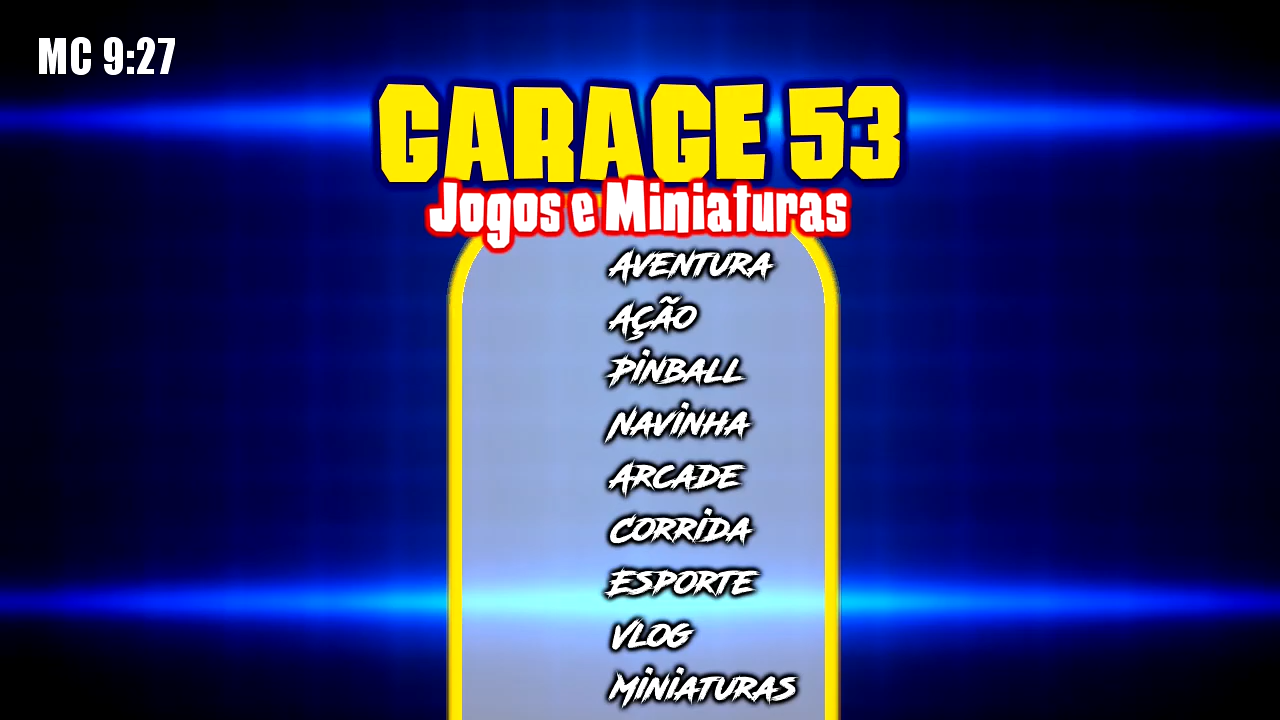 MC 9:27
GARAGE 53
Jogos e Miniaturas
AVENTURA
AÇÃO
PINBALL
NAVINHA
ARCADE
CORRIDA
ESPORTE
VLOG
MINIATURAS